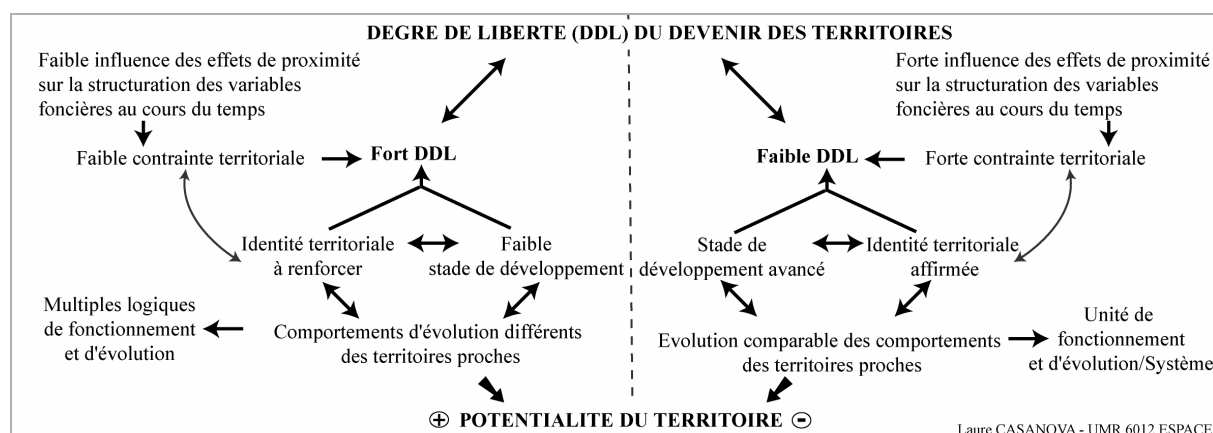 DEGRE DE LIBERTE (DDL) DU DEVENIR DES TERRITOIRES
Faible influence des effets de proximité
sur la structuration des variables
foncières au cours du temps
Faible contrainte territoriale
Fort DDL
Identité territoriale
à renforcer
Faible
stade de développement
Multiples logiques
de fonctionnement
et d'évolution
Comportements d'évolution différents
des territoires proches
Forte influence des effets de proximité
sur la structuration des variables
foncières au cours du temps
Faible DDL
Forte contrainte territoriale
Stade de
développement avancé
Identité territoriale
affirmée
Evolution comparable des comportements
des territoires proches
Unité de
fonctionnement
et d'évolution/Système
+ POTENTIALITE DU TERRITOIRE -
Laure CASANOVA - UMR 6012 ESPACE